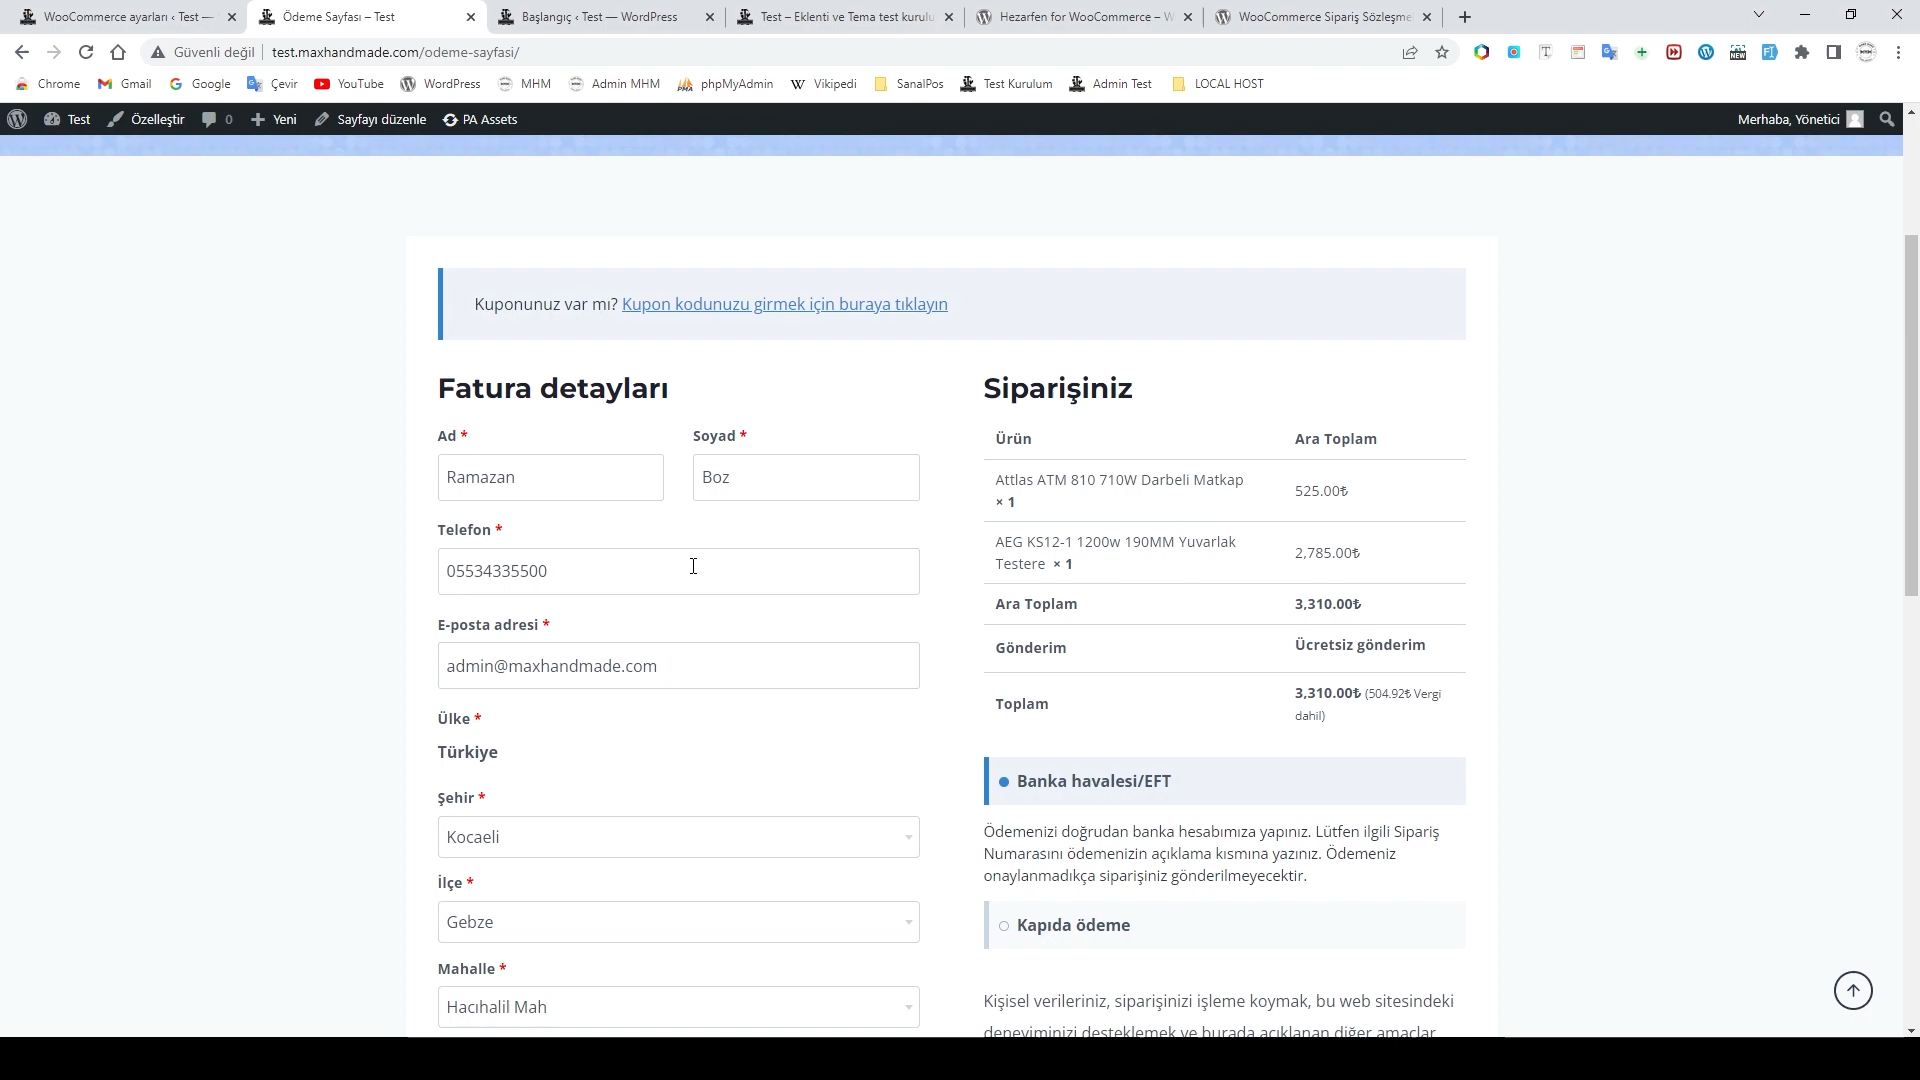 WooCommerce ayarları ‹ Test —
Ödeme Sayfası – Test
Başlangıç ‹ Test — WordPress
Test – Eklenti ve Tema test kurulu
Hezarfen for WooCommerce – W
WooCommerce Sipariş Sözleşme
Güvenli değil
test.maxhandmade.com/odeme-sayfasi/
Chrome
Gmail
Google
Çevir
YouTube
WordPress
MHM
Admin MHM
phpMyAdmin
Vikipedi
SanalPos
Test Kurulum
Admin Test
LOCAL HOST
Test
Özelleştir
0
Yeni
Sayfayı düzenle
PA Assets
Merhaba, Yönetici
Kuponunuz var mı? Kupon kodunuzu girmek için buraya tıklayın
Fatura detayları
Ad *
Soyad *
Ramazan
Boz
Telefon *
05534335500
E-posta adresi *
admin@maxhandmade.com
Ülke *
Türkiye
Şehir *
Kocaeli
İlçe *
Gebze
Mahalle *
Hacıhalil Mah
Siparişiniz
Ürün
Ara Toplam
Attlas ATM 810 710W Darbeli Matkap
× 1
525.00₺
AEG KS12-1 1200w 190MM Yuvarlak
Testere × 1
2,785.00₺
Ara Toplam
3,310.00₺
Gönderim
Ücretsiz gönderim
Toplam
3,310.00₺ (504.92₺ Vergi
dahil)
Banka havalesi/EFT
Ödemenizi doğrudan banka hesabımıza yapınız. Lütfen ilgili Sipariş
Numarasını ödemenizin açıklama kısmına yazınız. Ödemeniz
onaylanmadıkça siparişiniz gönderilmeyecektir.
Kapıda ödeme
Kişisel verileriniz, siparişinizi işleme koymak, bu web sitesindeki
deneyiminizi desteklemek ve burada açıklanan diğer amaçlar